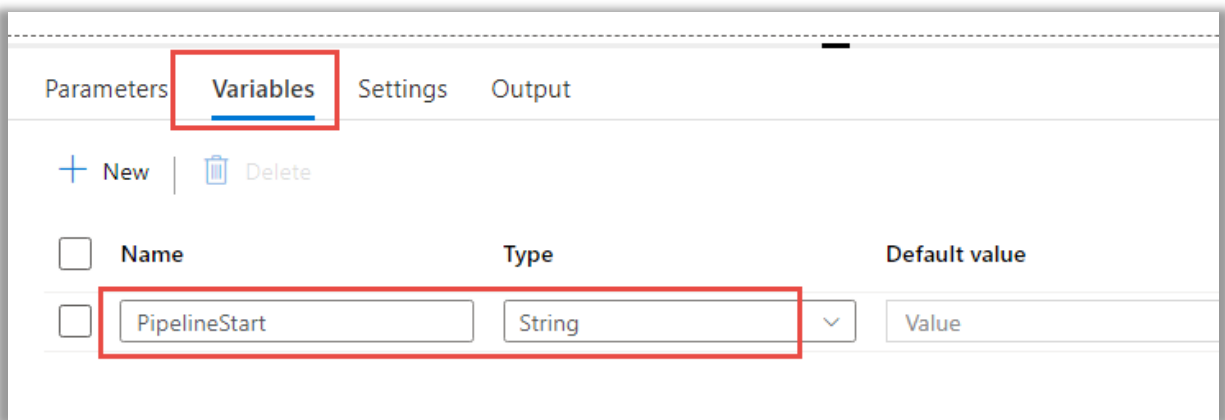 Parameters Variables Settings Output
New Delete
Name Type Default value
PipelineStart String Value